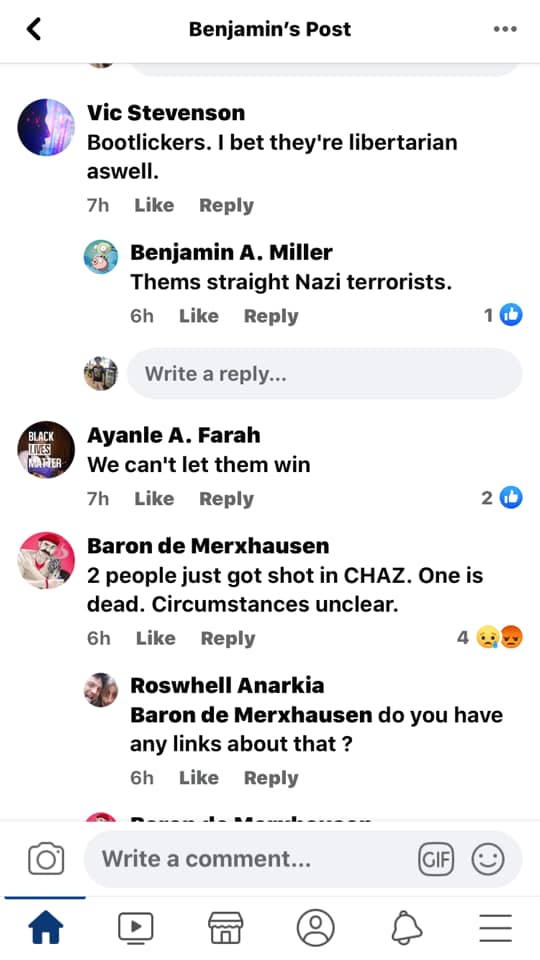 Benjamin's Post
Vic Stevenson
Bootlickers. I bet they're libertarian
aswell.
7h Like Reply
Benjamin A. Miller
Thems straight Nazi terrorists.
6h Like Reply 1
Write a reply...
BLACK
LIVES
MATTER
Ayanle A. Farah
We can't let them win
7h Like Reply 2
Baron de Merxhausen
2 people just got shot in CHAZ. One is
dead. Circumstances unclear.
6h Like Reply 4
Roswhell Anarkia
Baron de Merxhausen do you have
any links about that ?
6h Like Reply
Baron de Merxhausen
Write a comment...
GIF